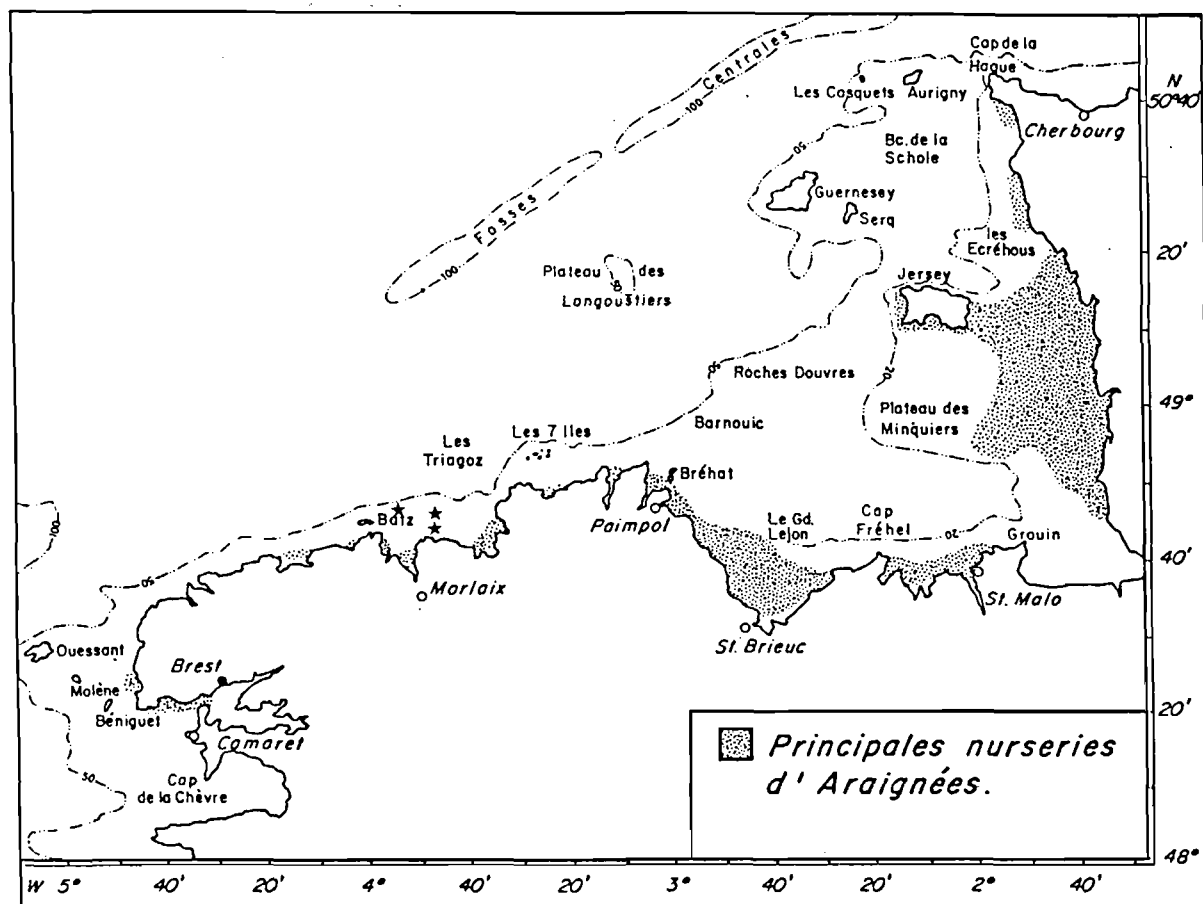 Cap de la
Hague
N
50°40'
Centrales
100
Les Casquets
Aurigny
Cherbourg
50
Bc. de la
Schole
Fosses
100
Guernesey
Serq
les
Ecréhous
20'
Plateau des
Langoustiers
Jersey
50
Roches Douvres
20
49°
Plateau des
Minquiers
Barnouic
Les 7 Iles
Les
Triagoz
Bréhat
100
Batz
Paimpol
Le Gd.
Lejon
Cap
Fréhel
20
Grouin
40'
50
Morlaix
St. Malo
St. Brieuc
Ouessant
Brest
Molène
Béniguet
20'
Camaret
50
Cap
de la Chèvre
Principales nurseries
d'Araignées.
48°
W 5° 40' 20' 4° 40' 20' 3° 40' 20' 2° 40'